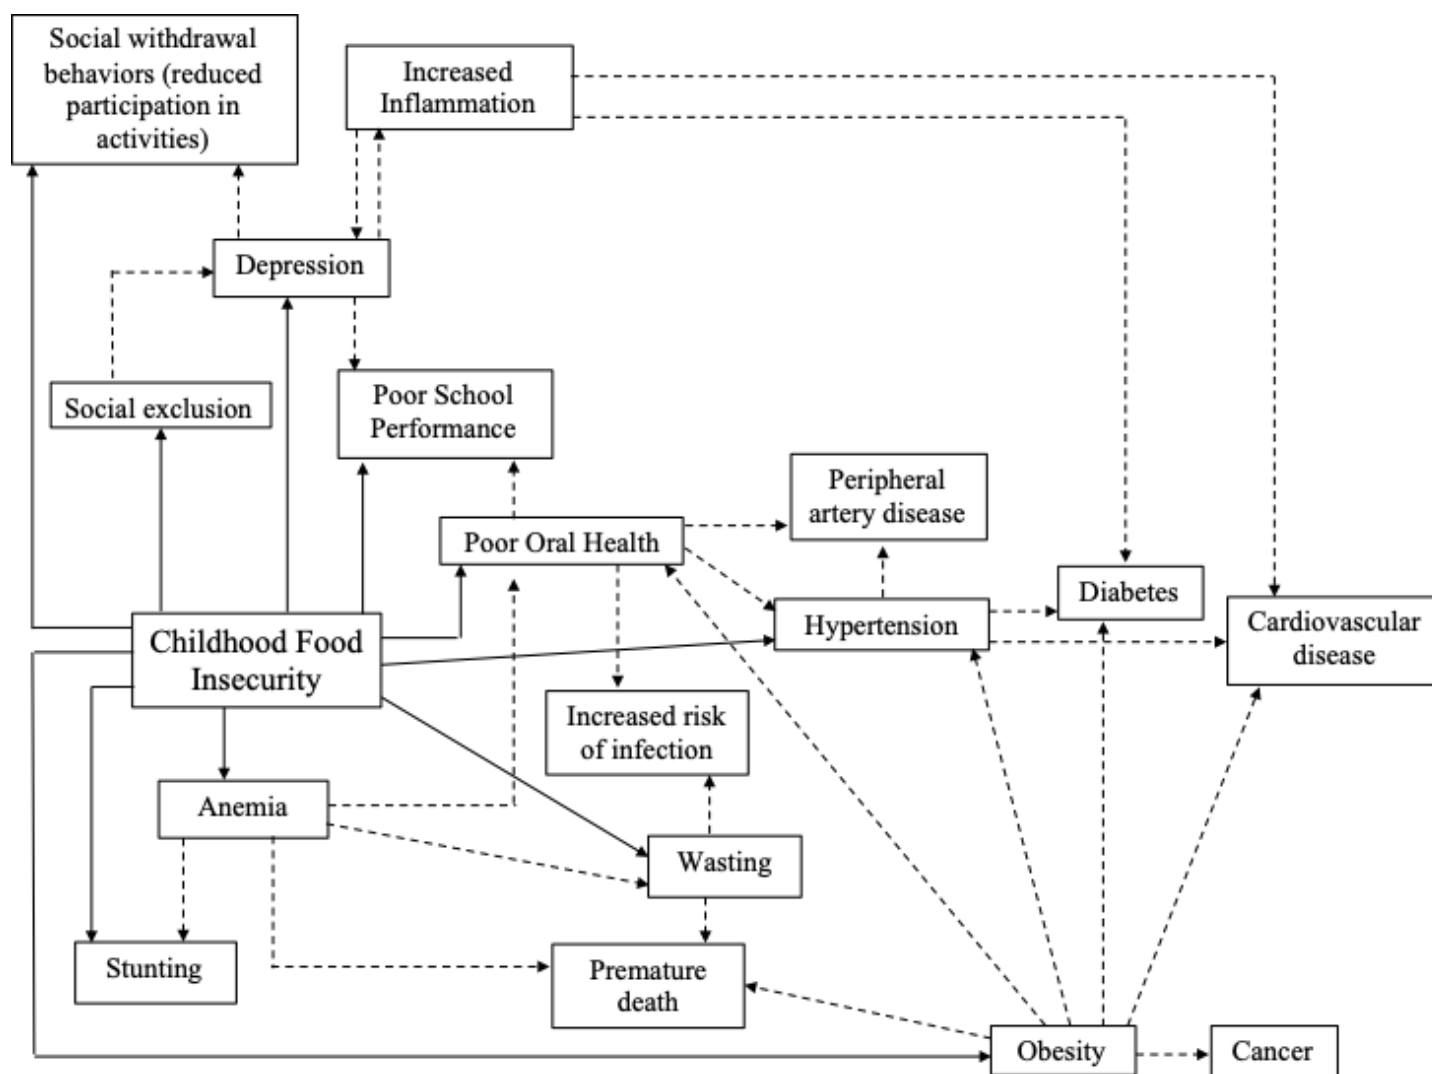 Social withdrawal
behaviors (reduced
participation in
activities)
Increased
Inflammation
Depression
Social exclusion
Poor School
Performance
Peripheral
artery disease
Poor Oral Health
Diabetes
Cardiovascular
disease
Hypertension
Childhood Food
Insecurity
Increased risk
of infection
Anemia
Wasting
Stunting
Premature
death
Obesity
Cancer